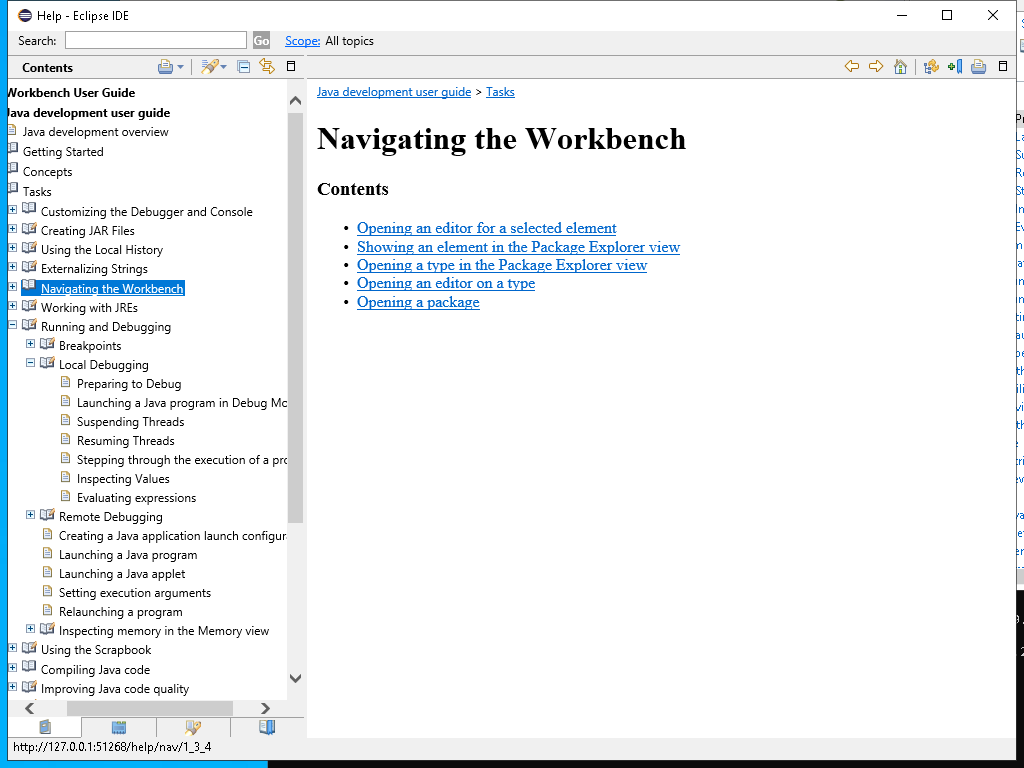 Help - Eclipse IDE
Search:
Go
Scope: All topics
Contents
Workbench User Guide
Java development user guide
Java development overview
Getting Started
Concepts
Tasks
Customizing the Debugger and Console
Creating JAR Files
Using the Local History
Externalizing Strings
Navigating the Workbench
Working with JREs
Running and Debugging
Breakpoints
Local Debugging
Preparing to Debug
Launching a Java program in Debug Mo
Suspending Threads
Resuming Threads
Stepping through the execution of a pro
Inspecting Values
Evaluating expressions
Remote Debugging
Creating a Java application launch configura
Launching a Java program
Launching a Java applet
Setting execution arguments
Relaunching a program
Inspecting memory in the Memory view
Using the Scrapbook
Compiling Java code
Improving Java code quality
http://127.0.0.1:51268/help/nav/1_3_4
Java development user guide > Tasks
Navigating the Workbench
Contents
• Opening an editor for a selected element
• Showing an element in the Package Explorer view
• Opening a type in the Package Explorer view
• Opening an editor on a type
• Opening a package